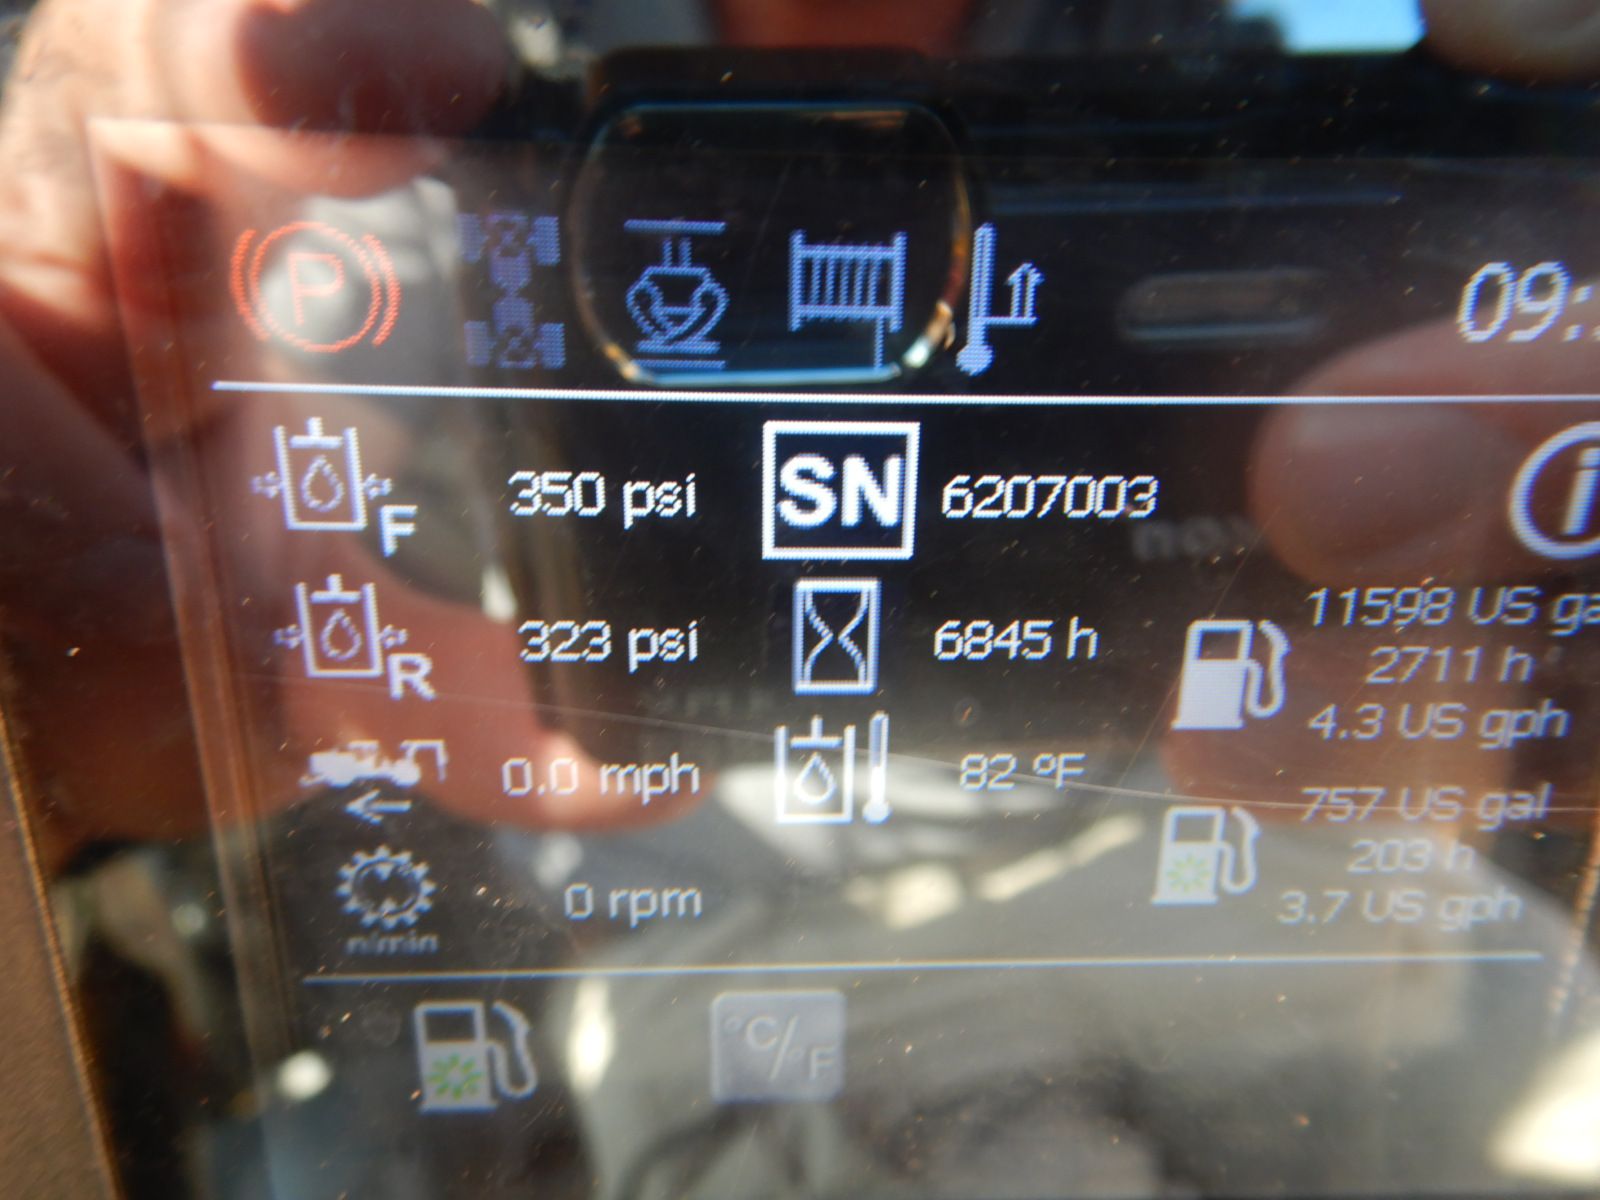 P
09:
F 350 psi SN 6207003 i
11598 US ga
R 323 psi 6845 h 2711 h
4.3 US gph
0.0 mph 82 °F 757 US gal
203 h
0 rpm 3.7 US gph
n/min
°C/°F